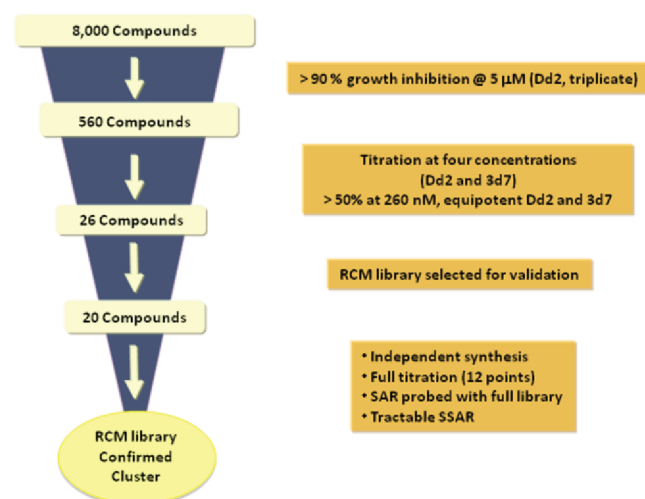 8,000 Compounds
> 90 % growth inhibition @ 5 µM (Dd2, triplicate)
560 Compounds
Titration at four concentrations
(Dd2 and 3d7)
> 50% at 260 nM, equipotent Dd2 and 3d7
26 Compounds
RCM library selected for validation
20 Compounds
• Independent synthesis
• Full titration (12 points)
• SAR probed with full library
• Tractable SSAR
RCM library
Confirmed
Cluster